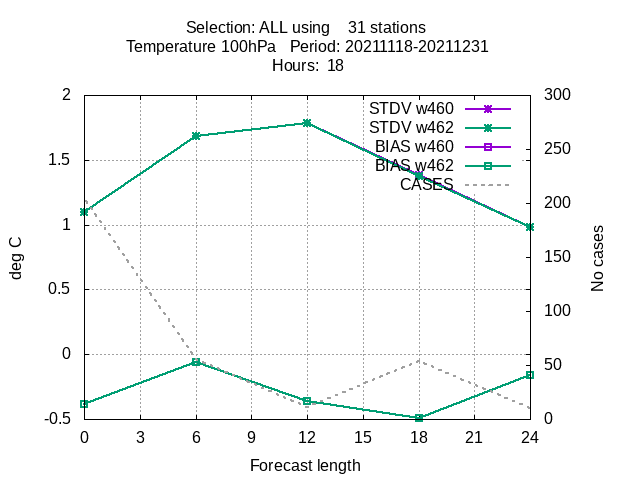 Selection: ALL using 31 stations
Temperature 100hPa Period: 20211118-20211231
Hours: 18
2 300
STDV w460
STDV w462
250
1.5 BIAS w460
BIAS w462
CASES
200
1
deg C
No cases
150
0.5
100
0
50
-0.5 0
0 3 6 9 12 15 18 21 24
Forecast length